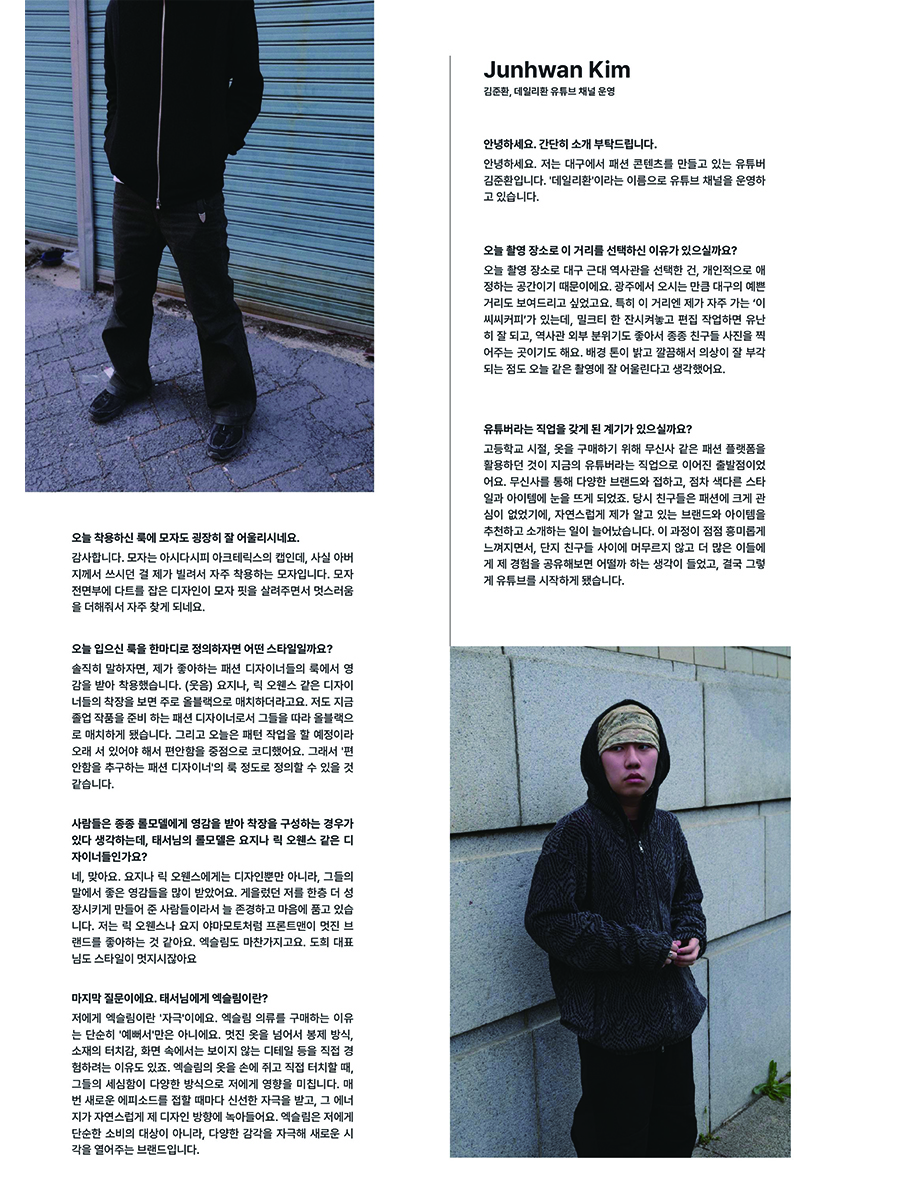 오늘 착용하신 룩에 모자도 굉장히 잘 어울리시네요.
감사합니다. 모자는 아시다시피 아크테릭스의 캡인데, 사실 아버
지께서 쓰시던 걸 제가 빌려서 자주 착용하는 모자입니다. 모자
전면부에 다트를 잡은 디자인이 모자 핏을 살려주면서 멋스러움
을 더해줘서 자주 찾게 되네요.
오늘 입으신 룩을 한마디로 정의하자면 어떤 스타일일까요?
솔직히 말하자면, 제가 좋아하는 패션 디자이너들의 룩에서 영
감을 받아 착용했습니다. (웃음) 요지나, 릭 오웬스 같은 디자이
너들의 착장을 보면 주로 올블랙으로 매치하더라고요. 저도 지금
졸업 작품을 준비 하는 패션 디자이너로서 그들을 따라 올블랙으
로 매치하게 됐습니다. 그리고 오늘은 패턴 작업을 할 예정이라
오래 서 있어야 해서 편안함을 중점으로 코디했어요. 그래서 '편
안함을 추구하는 패션 디자이너'의 룩 정도로 정의할 수 있을 것
같습니다.
사람들은 종종 롤모델에게 영감을 받아 착장을 구성하는 경우가
있다 생각하는데, 태서님의 롤모델은 요지나 릭 오웬스 같은 디
자이너들인가요?
네, 맞아요. 요지나 릭 오웬스에게는 디자인뿐만 아니라, 그들의
말에서 좋은 영감들을 많이 받았어요. 게을렀던 저를 한층 더 성
장시키게 만들어 준 사람들이라서 늘 존경하고 마음에 품고 있습
니다. 저는 릭 오웬스나 요지 야마모토처럼 프론트맨이 멋진 브
랜드를 좋아하는 것 같아요. 엑슬림도 마찬가지고요. 도희 대표
님도 스타일이 멋지시잖아요
마지막 질문이에요. 태서님에게 엑슬림이란?
저에게 엑슬림이란 '자극'이에요. 엑슬림 의류를 구매하는 이유
는 단순히 '예뻐서'만은 아니에요. 멋진 옷을 넘어서 봉제 방식,
소재의 터치감, 화면 속에서는 보이지 않는 디테일 등을 직접 경
험하려는 이유도 있죠. 엑슬림의 옷을 손에 쥐고 직접 터치할 때,
그들의 세심함이 다양한 방식으로 저에게 영향을 미칩니다. 매
번 새로운 에피소드를 접할 때마다 신선한 자극을 받고, 그 에너
지가 자연스럽게 제 디자인 방향에 녹아들어요. 엑슬림은 저에게
단순한 소비의 대상이 아니라, 다양한 감각을 자극해 새로운 시
각을 열어주는 브랜드입니다.
Junhwan Kim
김준환, 데일리환 유튜브 채널 운영
안녕하세요. 간단히 소개 부탁드립니다.
안녕하세요. 저는 대구에서 패션 콘텐츠를 만들고 있는 유튜버
김준환입니다. '데일리환'이라는 이름으로 유튜브 채널을 운영하
고 있습니다.
오늘 촬영 장소로 이 거리를 선택하신 이유가 있으실까요?
오늘 촬영 장소로 대구 근대 역사관을 선택한 건, 개인적으로 애
정하는 공간이기 때문이에요. 광주에서 오시는 만큼 대구의 예쁜
거리도 보여드리고 싶었고요. 특히 이 거리엔 제가 자주 가는 '이
씨씨커피'가 있는데, 밀크티 한 잔시켜놓고 편집 작업하면 유난
히 잘 되고, 역사관 외부 분위기도 좋아서 종종 친구들 사진을 찍
어주는 곳이기도 해요. 배경 톤이 밝고 깔끔해서 의상이 잘 부각
되는 점도 오늘 같은 촬영에 잘 어울린다고 생각했어요.
유튜버라는 직업을 갖게 된 계기가 있으실까요?
고등학교 시절, 옷을 구매하기 위해 무신사 같은 패션 플랫폼을
활용하던 것이 지금의 유튜버라는 직업으로 이어진 출발점이었
어요. 무신사를 통해 다양한 브랜드와 접하고, 점차 색다른 스타
일과 아이템에 눈을 뜨게 되었죠. 당시 친구들은 패션에 크게 관
심이 없었기에, 자연스럽게 제가 알고 있는 브랜드와 아이템을
추천하고 소개하는 일이 늘어났습니다. 이 과정이 점점 흥미롭게
느껴지면서, 단지 친구들 사이에 머무르지 않고 더 많은 이들에
게 제 경험을 공유해보면 어떨까 하는 생각이 들었고, 결국 그렇
게 유튜브를 시작하게 됐습니다.